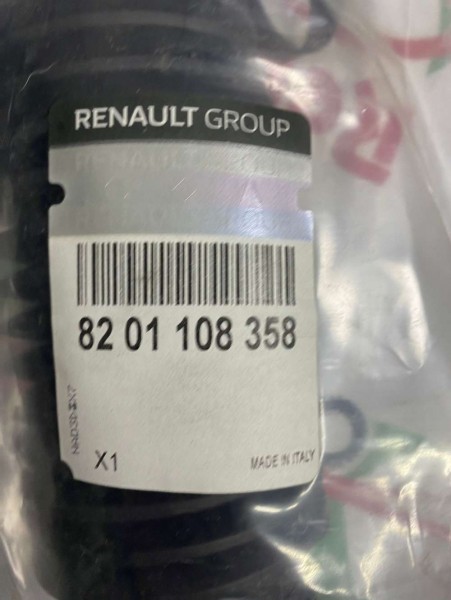 RENAULT GROUP
82 01 108 358
X1
MADE IN ITALY